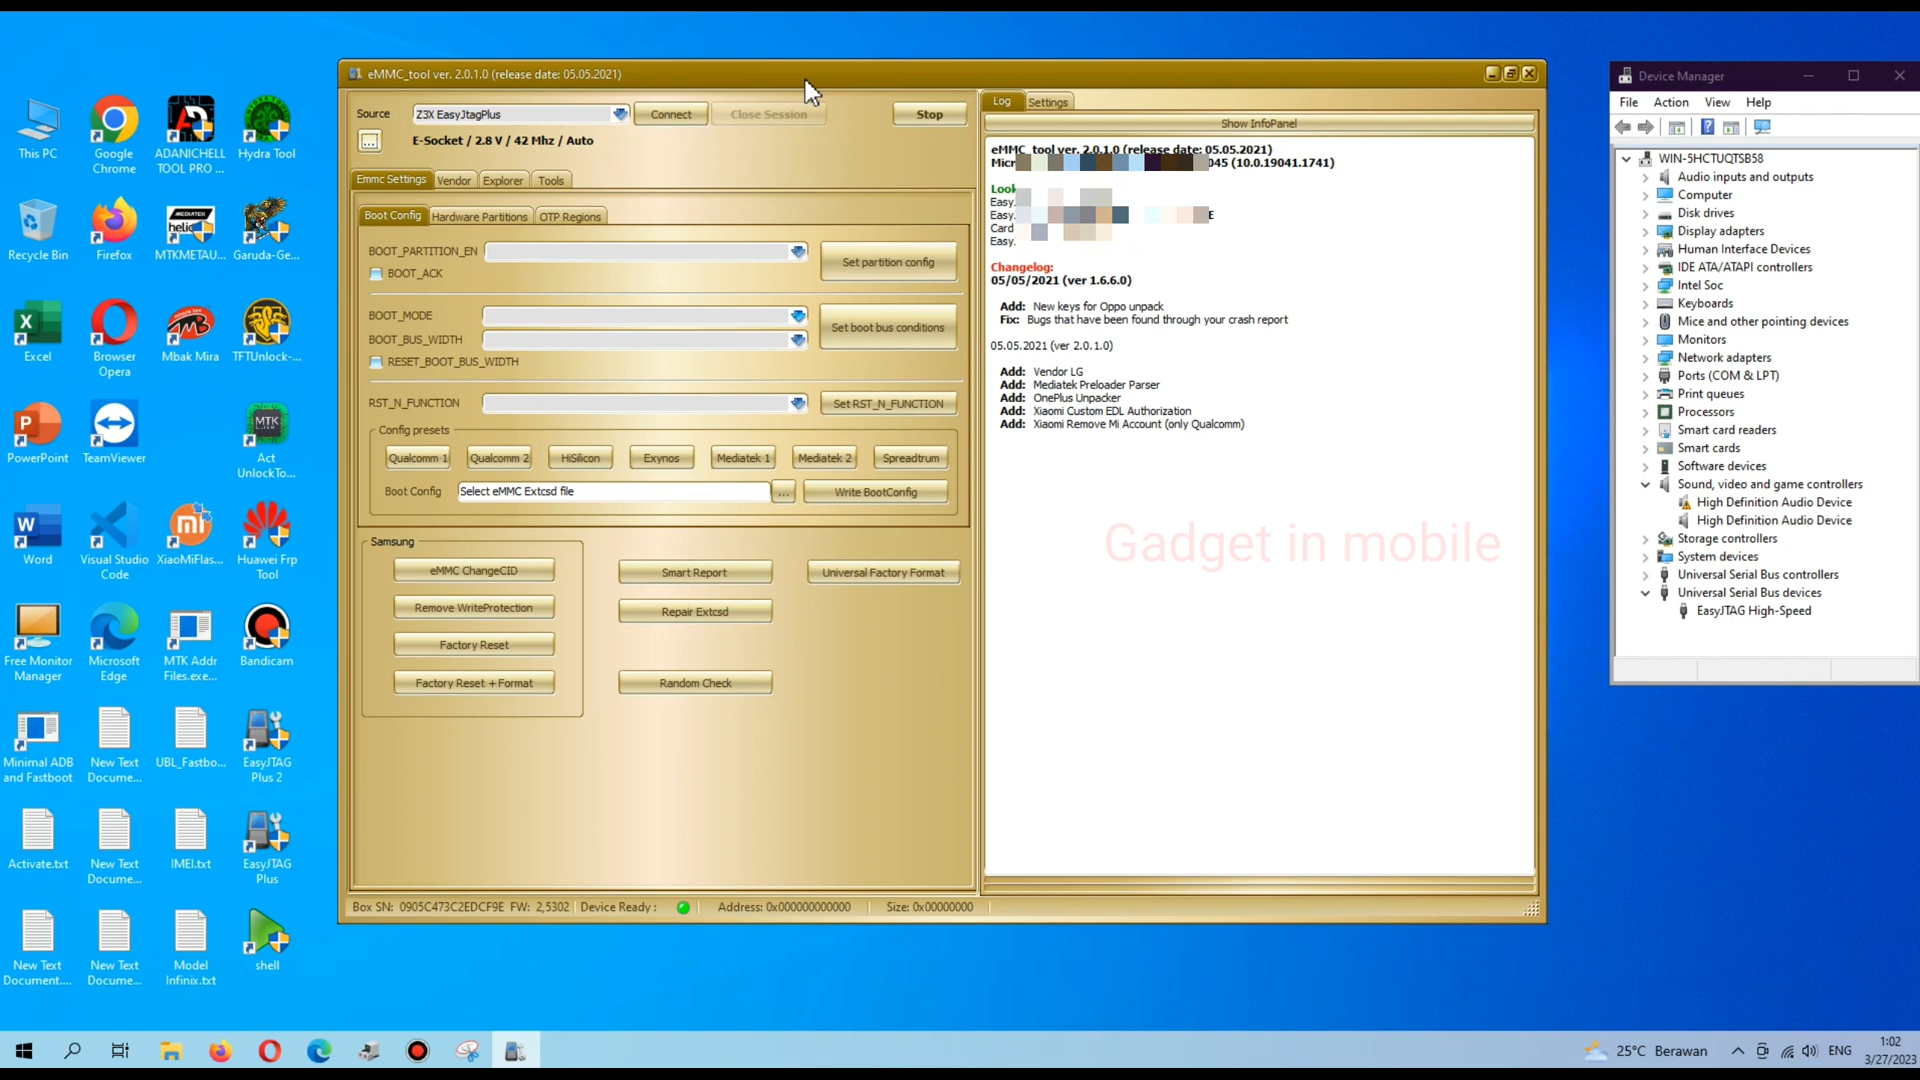 This PC
Google
Chrome
ADANICHELL
TOOL PRO ...
Hydra Tool
Recycle Bin
Firefox
MEDIATEK
helio
MTKMETAU...
Garuda-Ge...
Excel
Browser
Opera
Mbak Mira
TFTUnlock-...
PowerPoint
TeamViewer
MTK
Act
UnlockTo...
Word
Visual Studio
Code
XiaoMiFlas...
Huawei Frp
Tool
Free Monitor
Manager
Microsoft
Edge
MTK Addr
Files.exe...
Bandicam
Minimal ADB
and Fastboot
New Text
Docume...
UBL_Fastbo...
EasyJTAG
Plus 2
Activate.txt
New Text
Docume...
IMEI.txt
EasyJTAG
Plus
New Text
Document....
New Text
Docume...
Model
Infinix.txt
shell
eMMC_tool ver. 2.0.1.0 (release date: 05.05.2021)
Source
Z3X EasyJtagPlus
Connect
Close Session
Stop
...
E-Socket / 2.8 V / 42 Mhz / Auto
Emmc Settings
Vendor
Explorer
Tools
Boot Config
Hardware Partitions
OTP Regions
BOOT_PARTITION_EN
Set partition config
BOOT_ACK
BOOT_MODE
Set boot bus conditions
BOOT_BUS_WIDTH
RESET_BOOT_BUS_WIDTH
RST_N_FUNCTION
Set RST_N_FUNCTION
Config presets
Qualcomm 1
Qualcomm 2
HiSilicon
Exynos
Mediatek 1
Mediatek 2
Spreadtrum
Boot Config
Select eMMC Extcsd file
...
Write BootConfig
Samsung
eMMC ChangeCID
Smart Report
Universal Factory Format
Remove WriteProtection
Repair Extcsd
Factory Reset
Factory Reset + Format
Random Check
Box SN: 0905C473C2EDCF9E FW: 2,5302
Device Ready :
Address: 0x000000000000
Size: 0x00000000
Log
Settings
Show InfoPanel
eMMC_tool ver. 2.0.1.0 (release date: 05.05.2021)
Micr
045 (10.0.19041.1741)
Look
Easy.
Easy.
E
Card
Easy.
Changelog:
05/05/2021 (ver 1.6.6.0)
Add: New keys for Oppo unpack
Fix: Bugs that have been found through your crash report
05.05.2021 (ver 2.0.1.0)
Add: Vendor LG
Add: Mediatek Preloader Parser
Add: OnePlus Unpacker
Add: Xiaomi Custom EDL Authorization
Add: Xiaomi Remove Mi Account (only Qualcomm)
Gadget in mobile
Device Manager
File
Action
View
Help
WIN-5HCTUQTSB58
Audio inputs and outputs
Computer
Disk drives
Display adapters
Human Interface Devices
IDE ATA/ATAPI controllers
Intel Soc
Keyboards
Mice and other pointing devices
Monitors
Network adapters
Ports (COM & LPT)
Print queues
Processors
Smart card readers
Smart cards
Software devices
Sound, video and game controllers
High Definition Audio Device
High Definition Audio Device
Storage controllers
System devices
Universal Serial Bus controllers
Universal Serial Bus devices
EasyJTAG High-Speed
25°C Berawan
ENG
1:02
3/27/2023